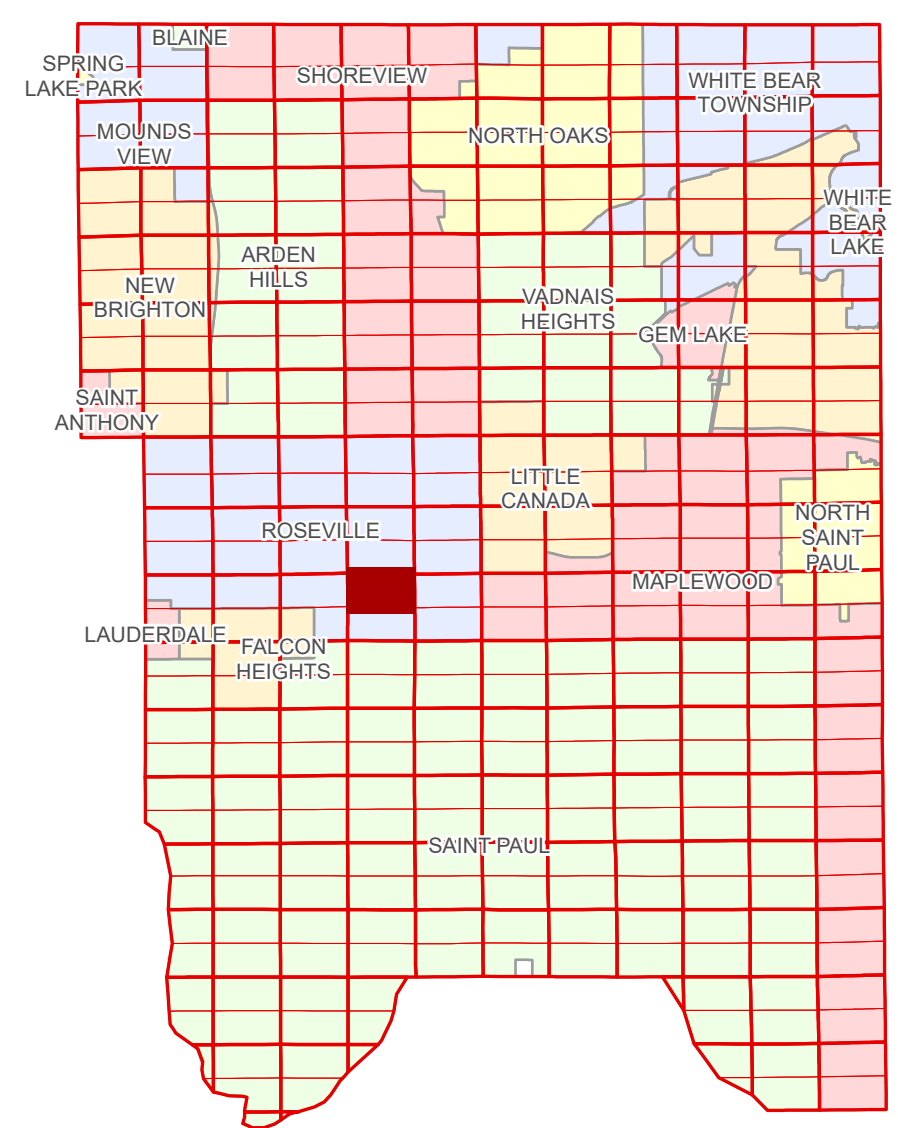 BLAINE
SPRING
LAKE PARK
SHOREVIEW
WHITE BEAR
TOWNSHIP
MOUNDS
VIEW
NORTH OAKS
WHITE
BEAR
LAKE
ARDEN
HILLS
NEW
BRIGHTON
VADNAIS
HEIGHTS
GEM LAKE
SAINT
ANTHONY
LITTLE
CANADA
NORTH
SAINT
PAUL
ROSEVILLE
MAPLEWOOD
LAUDERDALE
FALCON
HEIGHTS
SAINT PAUL